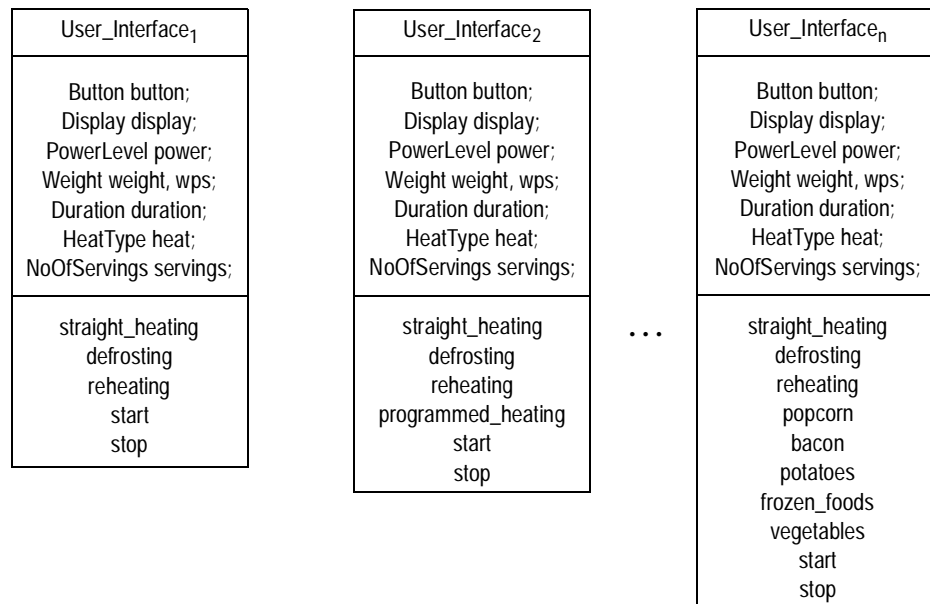 User_Interface1
Button button;
Display display;
PowerLevel power;
Weight weight, wps;
Duration duration;
HeatType heat;
NoOfServings servings;
straight_heating
defrosting
reheating
start
stop
User_Interface2
Button button;
Display display;
PowerLevel power;
Weight weight, wps;
Duration duration;
HeatType heat;
NoOfServings servings;
straight_heating
defrosting
reheating
programmed_heating
start
stop
...
User_Interfacen
Button button;
Display display;
PowerLevel power;
Weight weight, wps;
Duration duration;
HeatType heat;
NoOfServings servings;
straight_heating
defrosting
reheating
popcorn
bacon
potatoes
frozen_foods
vegetables
start
stop